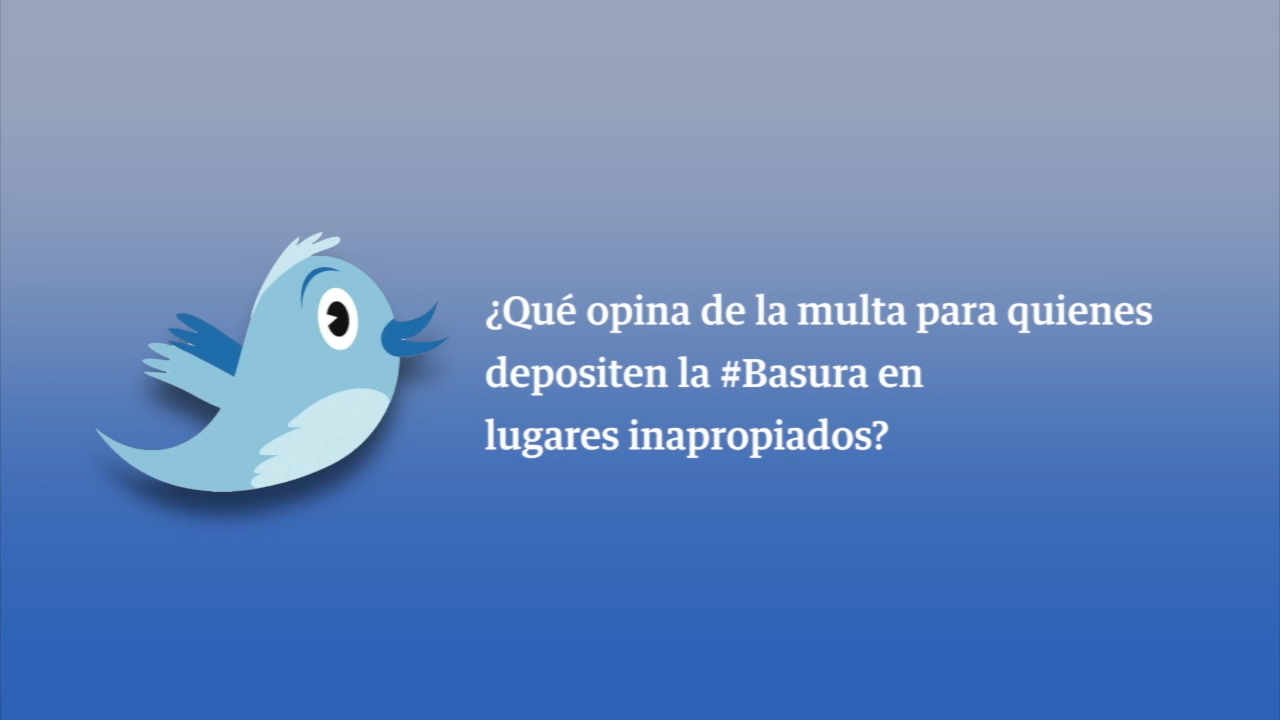 ¿Qué opina de la multa para quienes
depositen la #Basura en
lugares inapropiados?